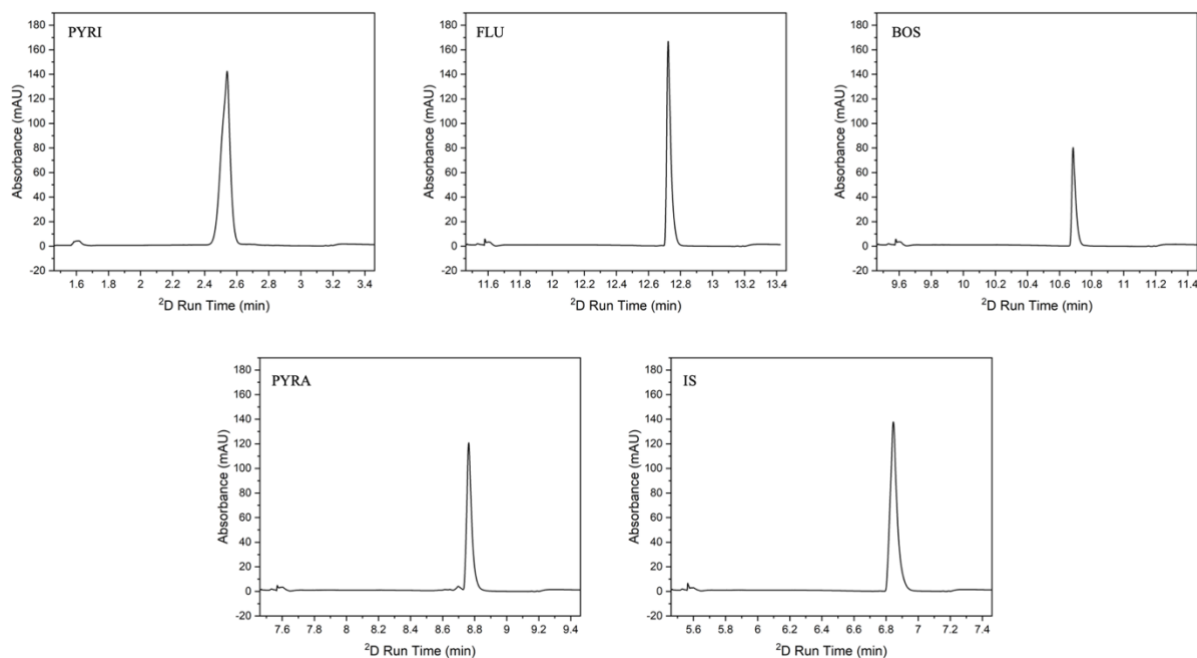 PYRI
Absorbance (mAU)
180
160
140
120
100
80
60
40
20
0
-20
1.6 1.8 2 2.2 2.4 2.6 2.8 3 3.2 3.4
²D Run Time (min)
FLU
Absorbance (mAU)
180
160
140
120
100
80
60
40
20
0
-20
11.6 11.8 12 12.2 12.4 12.6 12.8 13 13.2 13.4
²D Run Time (min)
BOS
Absorbance (mAU)
180
160
140
120
100
80
60
40
20
0
-20
9.6 9.8 10 10.2 10.4 10.6 10.8 11 11.2 11.4
²D Run Time (min)
PYRA
Absorbance (mAU)
180
160
140
120
100
80
60
40
20
0
-20
7.6 7.8 8 8.2 8.4 8.6 8.8 9 9.2 9.4
²D Run Time (min)
IS
Absorbance (mAU)
180
160
140
120
100
80
60
40
20
0
-20
5.6 5.8 6 6.2 6.4 6.6 6.8 7 7.2 7.4
²D Run Time (min)